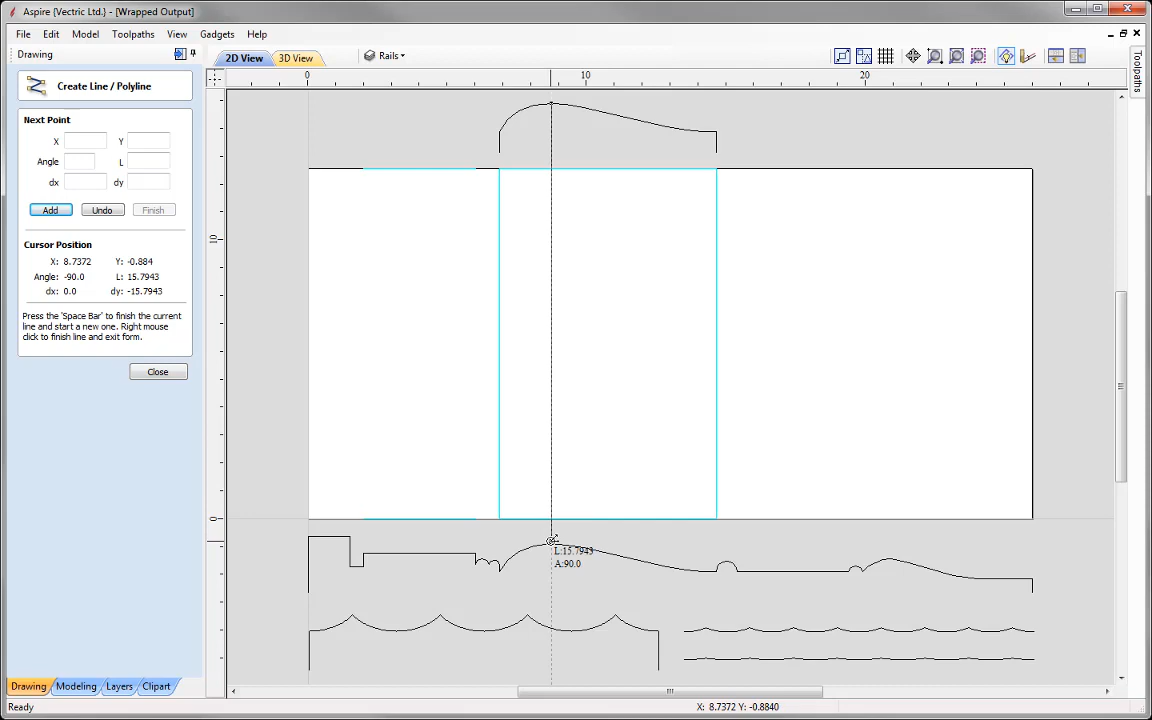 Aspire {Vectric Ltd.} - [Wrapped Output]
File Edit Model Toolpaths View Gadgets Help
Drawing
2D View 3D View Rails
Create Line / Polyline
Next Point
X Y
Angle L
dx dy
Add Undo Finish
Cursor Position
X: 8.7372 Y: -0.884
Angle: -90.0 L: 15.7943
dx: 0.0 dy: -15.7943
Press the 'Space Bar' to finish the current
line and start a new one. Right mouse
click to finish line and exit form.
Close
0 10 20
10
0
L:15.7943
A:90.0
Toolpaths
Drawing Modeling Layers Clipart
Ready
X: 8.7372 Y: -0.8840